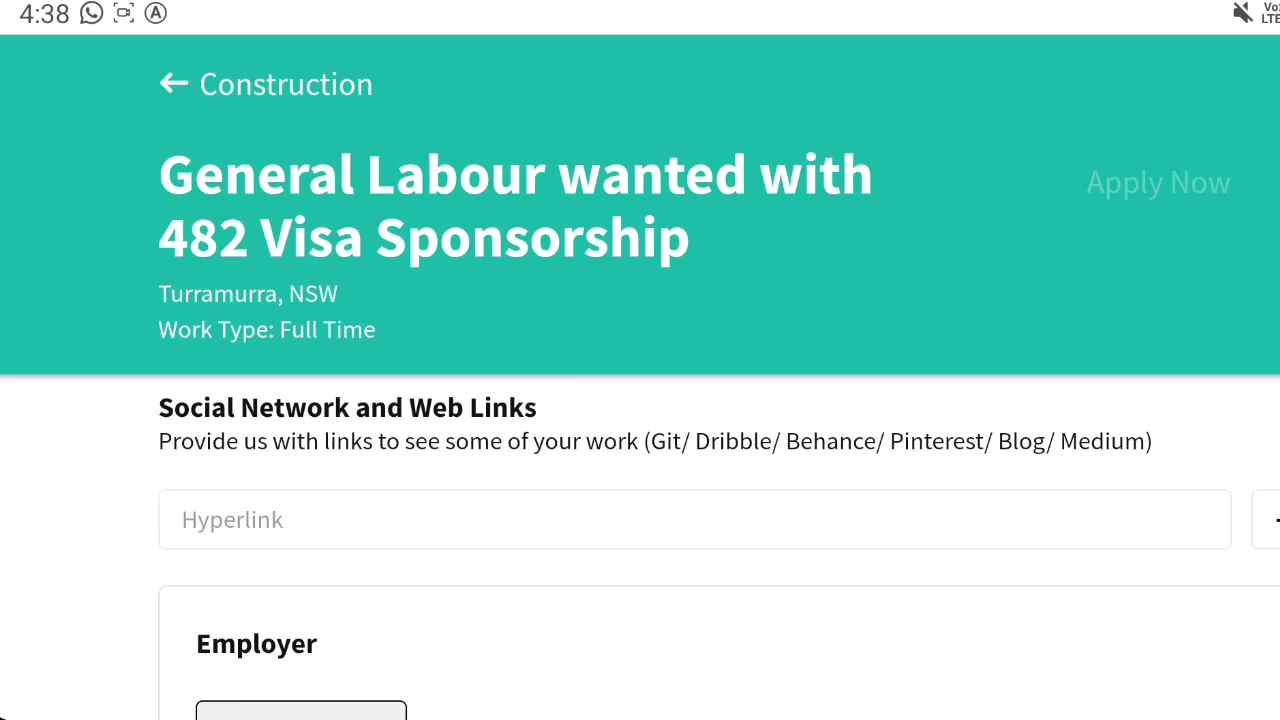 4:38
Vo
LTE
Construction
General Labour wanted with
482 Visa Sponsorship
Apply Now
Turramurra, NSW
Work Type: Full Time
Social Network and Web Links
Provide us with links to see some of your work (Git/ Dribble/ Behance/ Pinterest/ Blog/ Medium)
Hyperlink
Employer